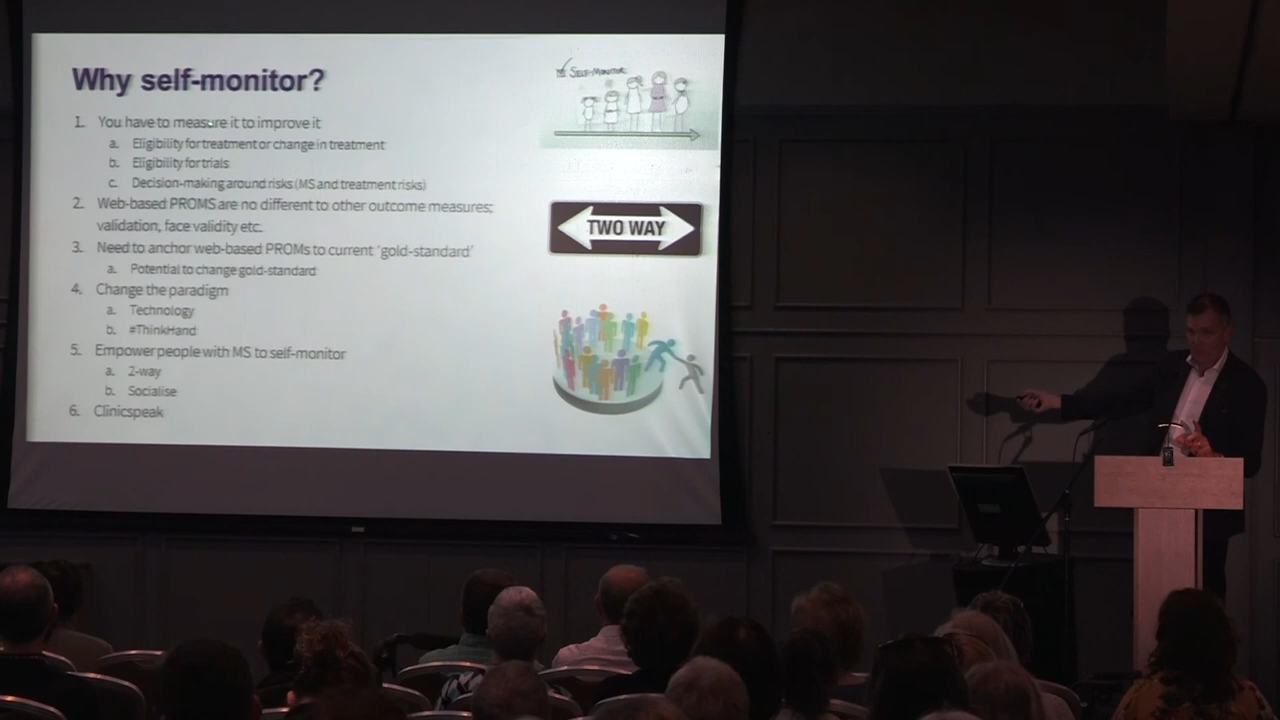 Why self-monitor?
SELF-MONITOR
1. You have to measure it to improve it
a. Eligibility for treatment or change in treatment
b. Eligibility for trials
c. Decision-making around risks (MS and treatment risks)
2. Web-based PROMS are no different to other outcome measures;
validation, face validity etc.
3. Need to anchor web-based PROMs to current 'gold-standard'
a. Potential to change gold-standard
4. Change the paradigm
a. Technology
b. #ThinkHand
5. Empower people with MS to self-monitor
a. 2-way
b. Socialise
6. Clinicspeak
TWO WAY